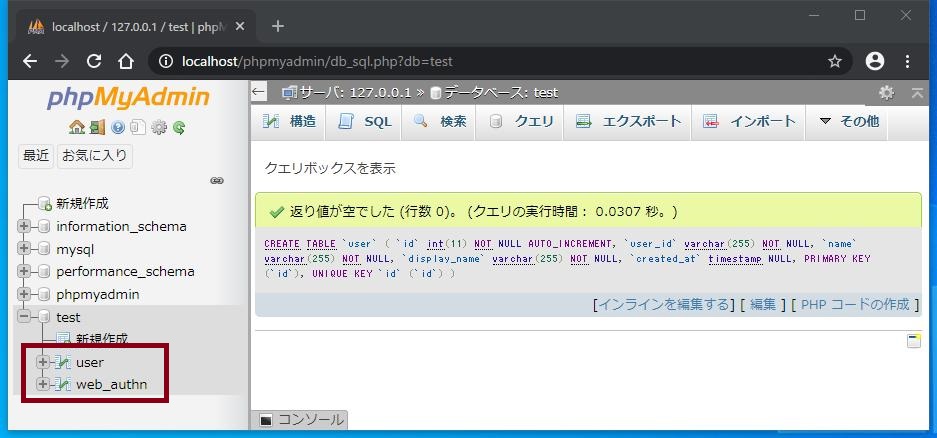 localhost / 127.0.0.1 / test | phpM
localhost/phpmyadmin/db_sql.php?db=test
phpMyAdmin
最近 お気に入り
新規作成
information_schema
mysql
performance_schema
phpmyadmin
test
新規作成
user
web_authn
サーバ: 127.0.0.1 » データベース: test
構造 SQL 検索 クエリ エクスポート インポート その他
クエリボックスを表示
返り値が空でした (行数 0)。 (クエリの実行時間： 0.0307 秒。)
CREATE TABLE `user` ( `id` int(11) NOT NULL AUTO_INCREMENT, `user_id` varchar(255) NOT NULL, `name`
varchar(255) NOT NULL, `display_name` varchar(255) NOT NULL, `created_at` timestamp NULL, PRIMARY KEY
(`id`), UNIQUE KEY `id` (`id`) )
[インラインを編集する] [ 編集 ] [ PHP コードの作成 ]
コンソール